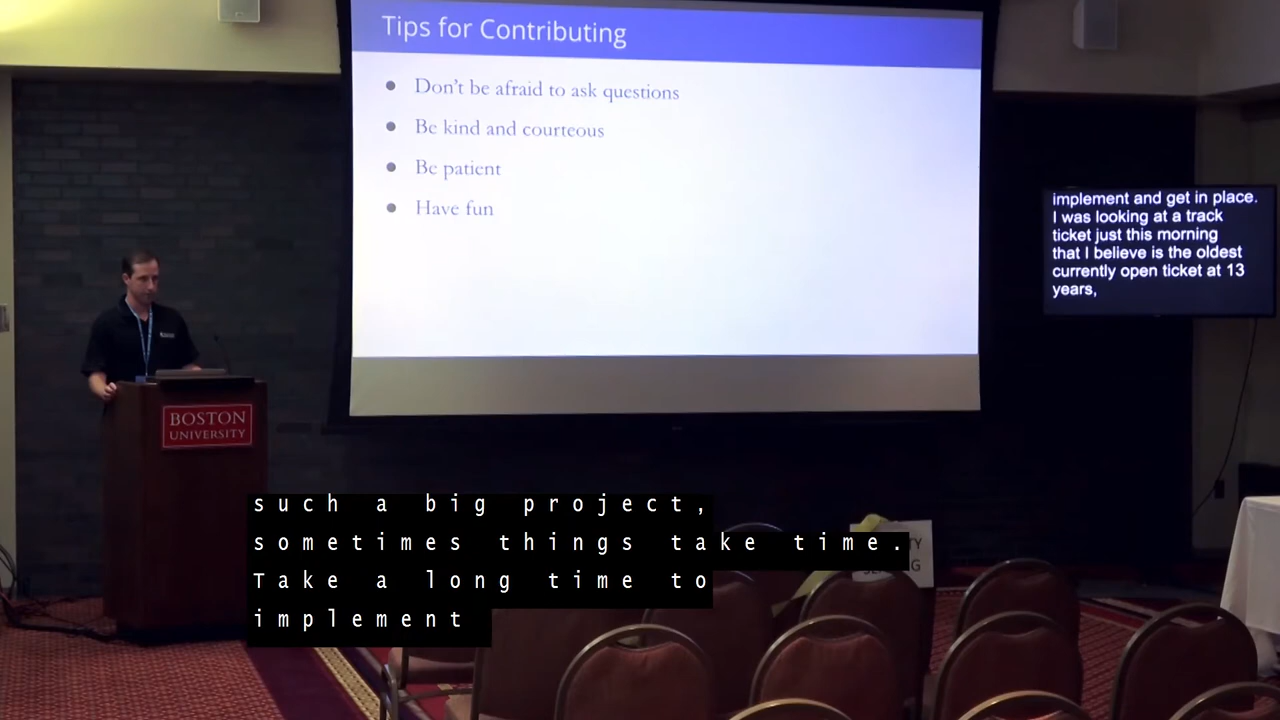 Tips for Contributing
Don't be afraid to ask questions
Be kind and courteous
Be patient
Have fun
implement and get in place.
I was looking at a track
ticket just this morning
that I believe is the oldest
currently open ticket at 13
years,
BOSTON
UNIVERSITY
such a big project,
sometimes things take time.
Take a long time to
implement